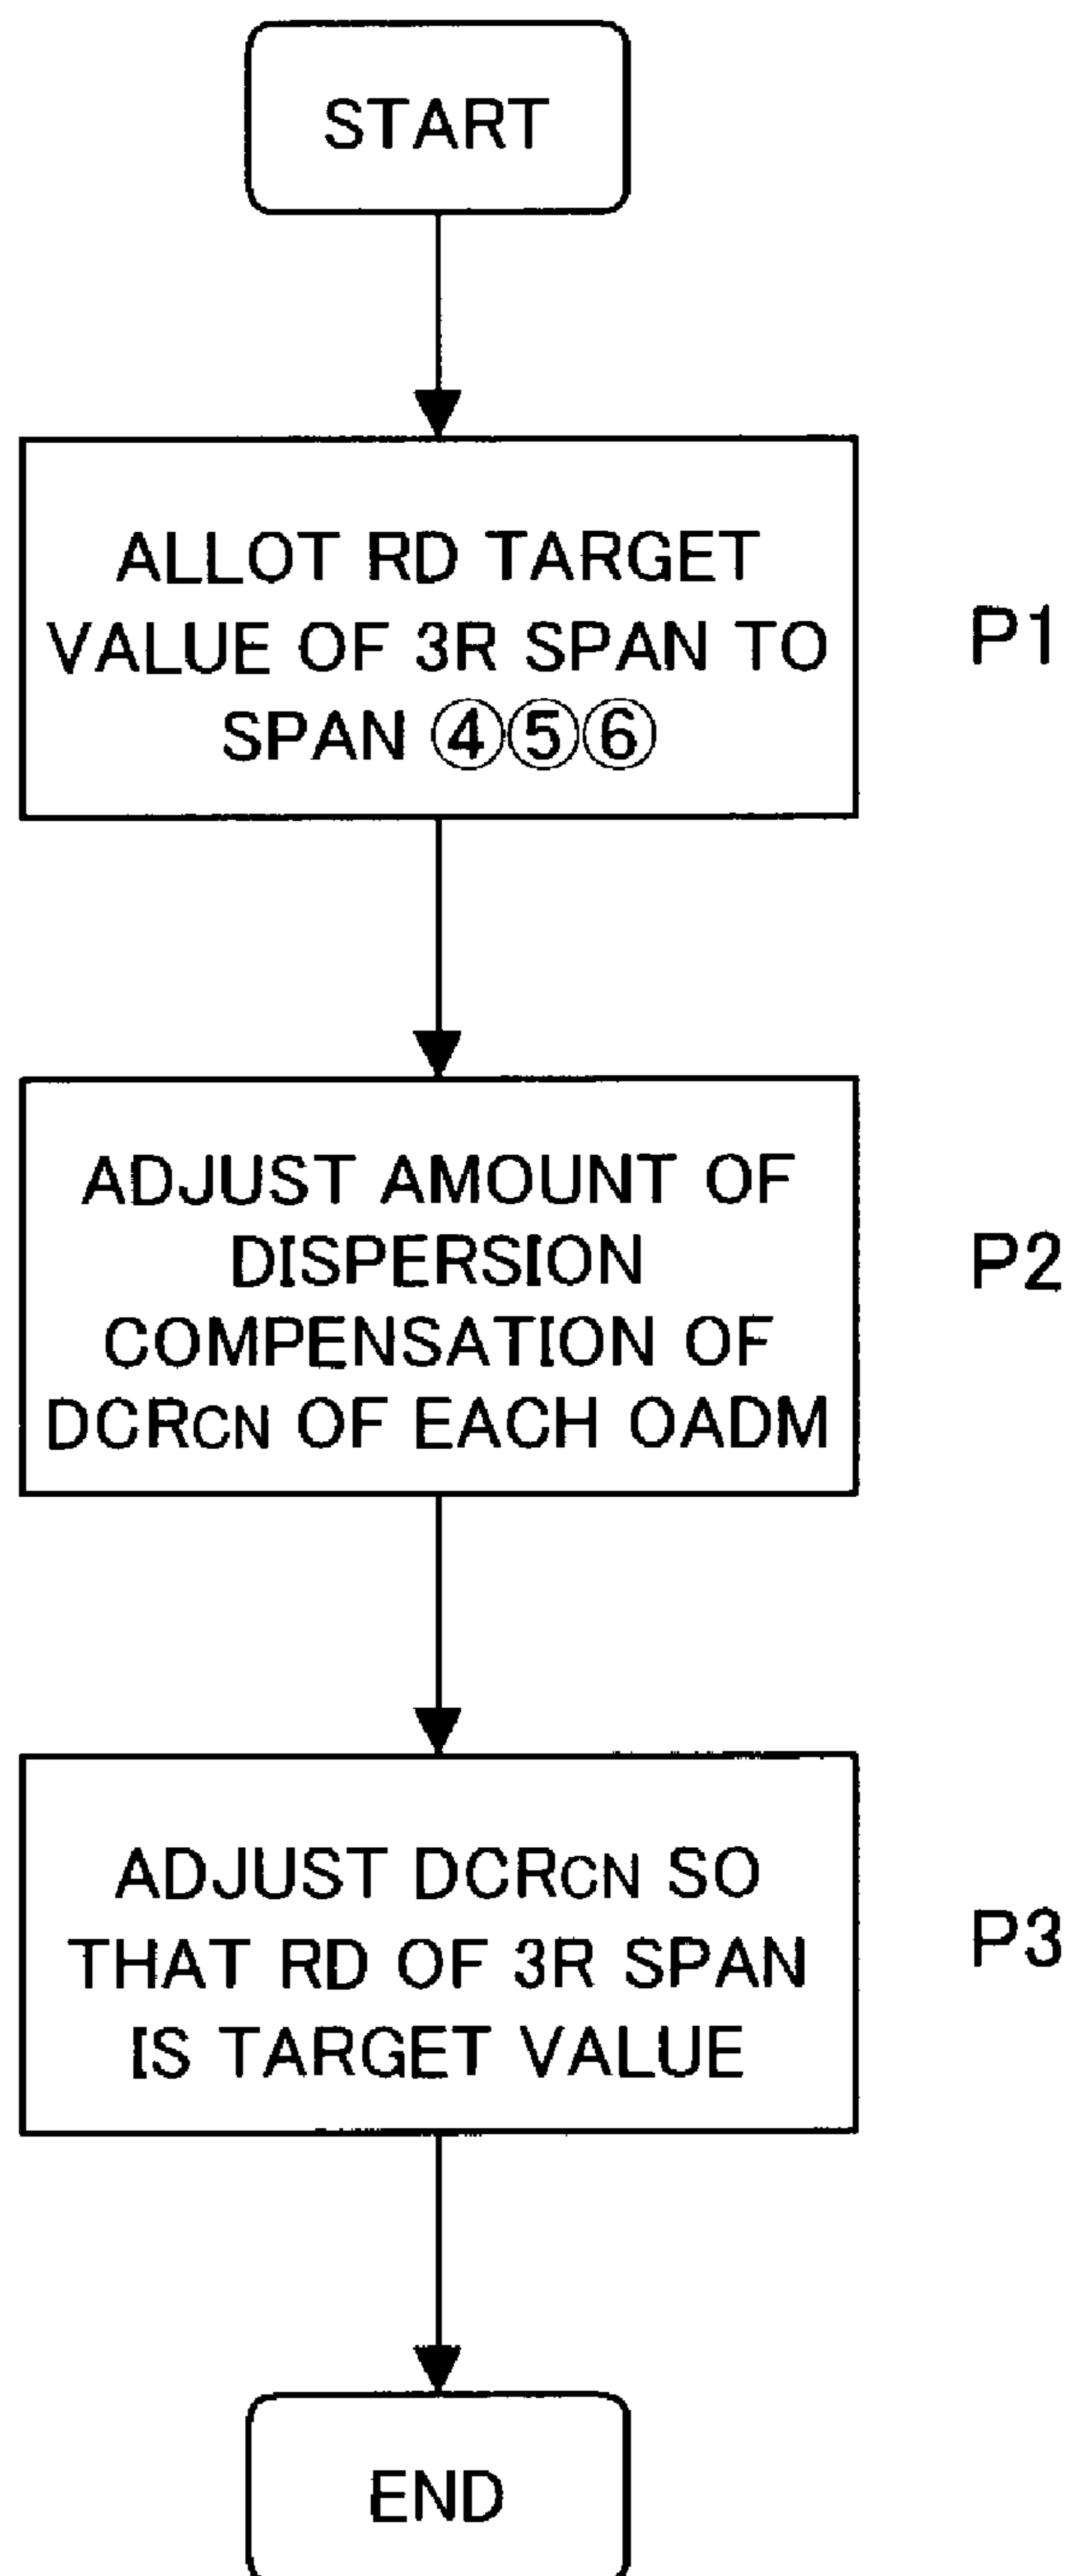 START
ALLOT RD TARGET
VALUE OF 3R SPAN TO
SPAN ④⑤⑥
P1
ADJUST AMOUNT OF
DISPERSION
COMPENSATION OF
DCRCN OF EACH OADM
P2
ADJUST DCRCN SO
THAT RD OF 3R SPAN
IS TARGET VALUE
P3
END